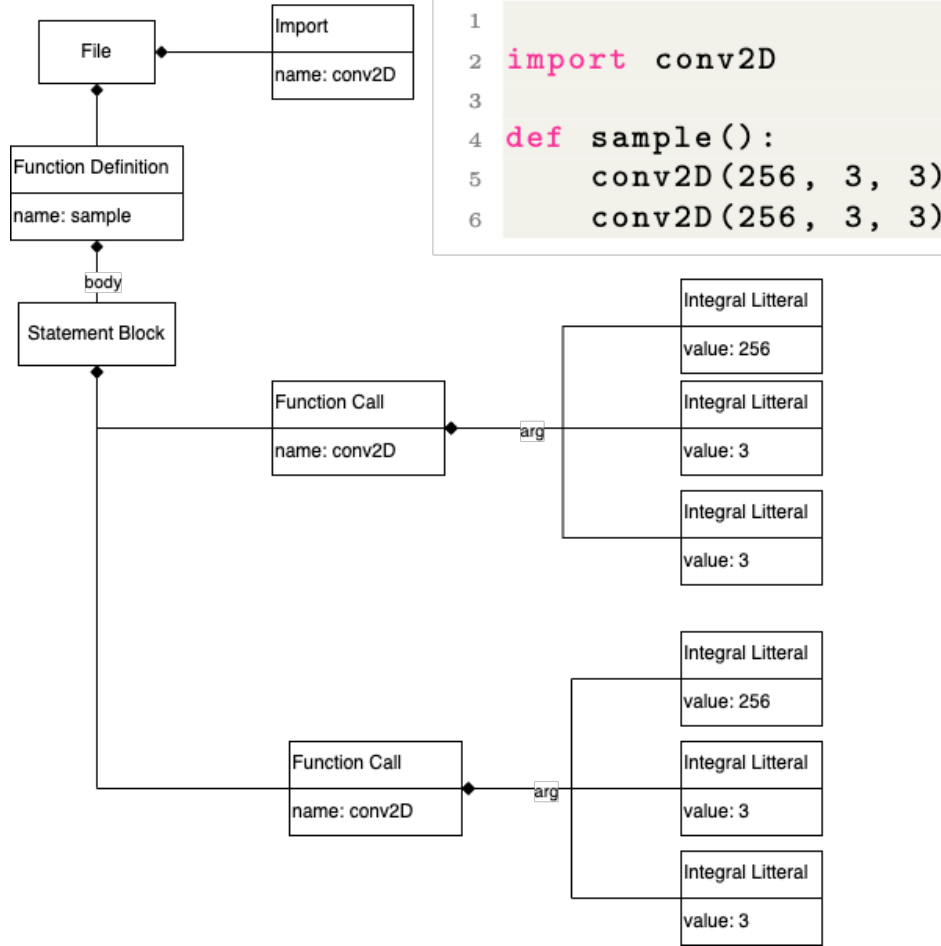 File
Import
name: conv2D
1
2 import conv2D
3
4 def sample():
5 conv2D(256, 3, 3)
6 conv2D(256, 3, 3)
Function Definition
name: sample
body
Statement Block
Function Call
name: conv2D
arg
Integral Litteral
value: 256
Integral Litteral
value: 3
Integral Litteral
value: 3
Function Call
name: conv2D
arg
Integral Litteral
value: 256
Integral Litteral
value: 3
Integral Litteral
value: 3